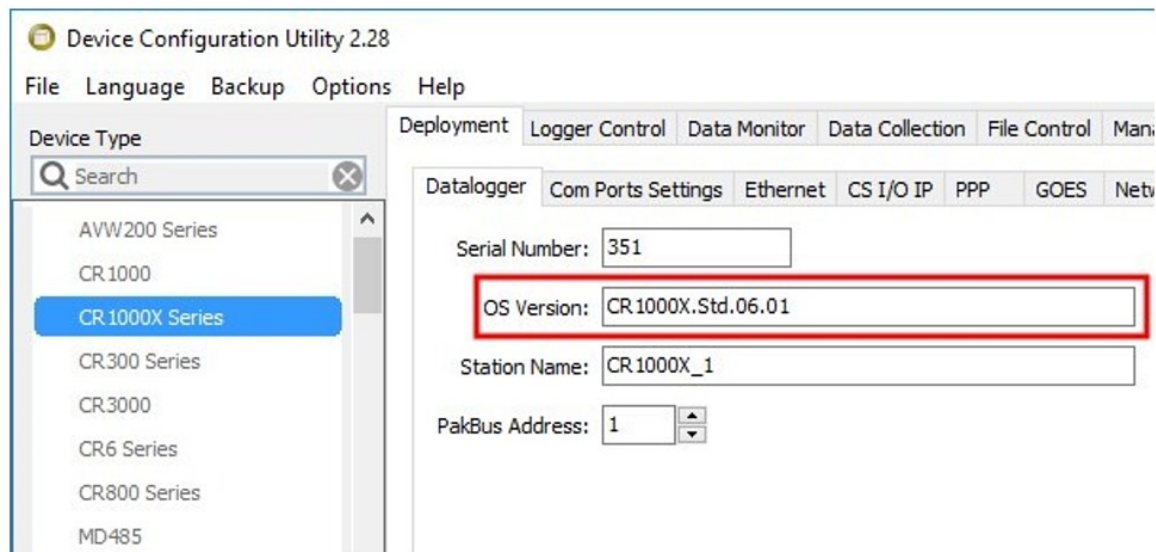 Device Configuration Utility 2.28
File Language Backup Options Help
Device Type
Search
AVW200 Series
CR1000
CR1000X Series
CR300 Series
CR3000
CR6 Series
CR800 Series
MD485
Deployment Logger Control Data Monitor Data Collection File Control
Datalogger Com Ports Settings Ethernet CS I/O IP PPP GOES
Serial Number: 351
OS Version: CR1000X.Std.06.01
Station Name: CR1000X_1
PakBus Address: 1